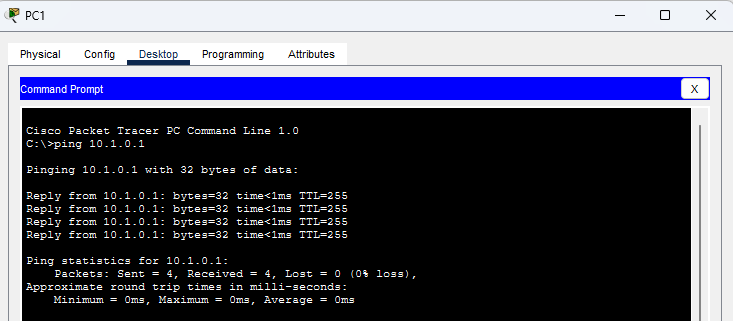 PC1
Physical Config Desktop Programming Attributes
Command Prompt X
Cisco Packet Tracer PC Command Line 1.0
C:\>ping 10.1.0.1
Pinging 10.1.0.1 with 32 bytes of data:
Reply from 10.1.0.1: bytes=32 time<1ms TTL=255
Reply from 10.1.0.1: bytes=32 time<1ms TTL=255
Reply from 10.1.0.1: bytes=32 time<1ms TTL=255
Reply from 10.1.0.1: bytes=32 time<1ms TTL=255
Ping statistics for 10.1.0.1:
    Packets: Sent = 4, Received = 4, Lost = 0 (0% loss),
Approximate round trip times in milli-seconds:
    Minimum = 0ms, Maximum = 0ms, Average = 0ms